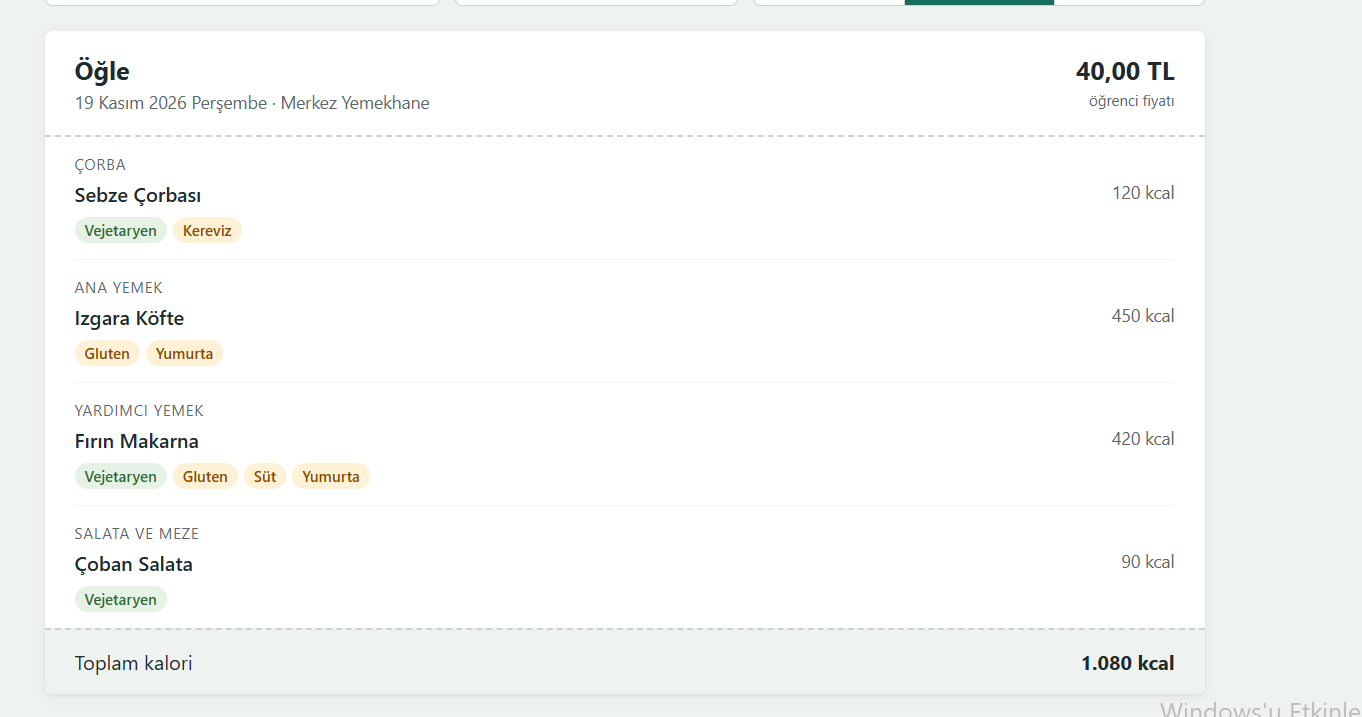 Öğle
40,00 TL
19 Kasım 2026 Perşembe · Merkez Yemekhane
öğrenci fiyatı
ÇORBA
Sebze Çorbası
120 kcal
Vejetaryen Kereviz
ANA YEMEK
Izgara Köfte
450 kcal
Gluten Yumurta
YARDIMCI YEMEK
Fırın Makarna
420 kcal
Vejetaryen Gluten Süt Yumurta
SALATA VE MEZE
Çoban Salata
90 kcal
Vejetaryen
Toplam kalori
1.080 kcal
Windows'u Etkinle